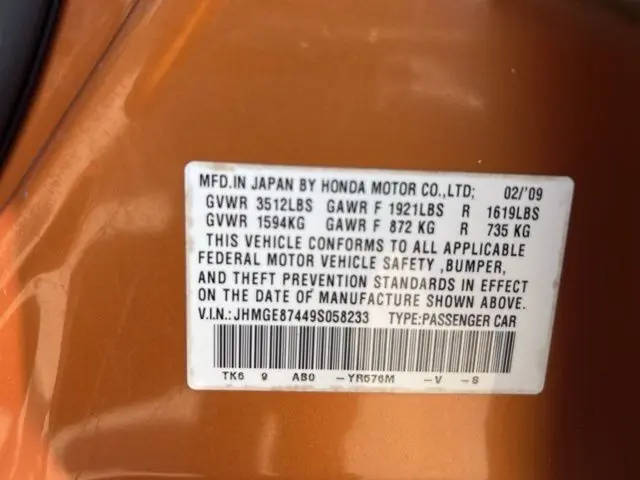 MFD.IN JAPAN BY HONDA MOTOR CO.,LTD; 02/'09
GVWR 3512LBS GAWR F 1921LBS R 1619LBS
GVWR 1594KG GAWR F 872 KG R 735 KG
THIS VEHICLE CONFORMS TO ALL APPLICABLE
FEDERAL MOTOR VEHICLE SAFETY ,BUMPER,
AND THEFT PREVENTION STANDARDS IN EFFECT
ON THE DATE OF MANUFACTURE SHOWN ABOVE.
V.I.N.: JHMGE87449S058233 TYPE:PASSENGER CAR
TK6 9 AB0 -YR576M -V -S